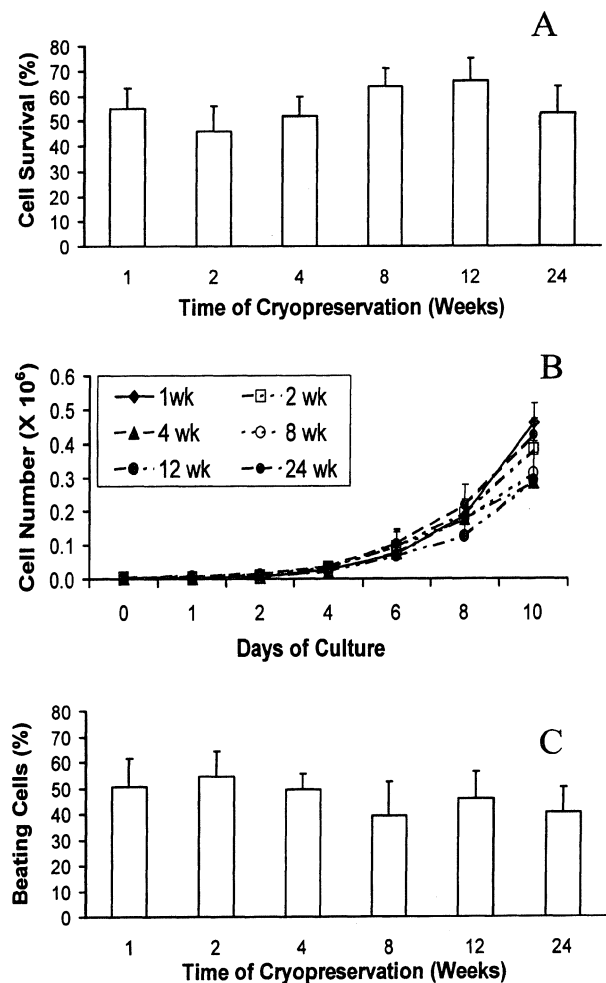 A
Cell Survival (%)
80
70
60
50
40
30
20
10
0
1 2 4 8 12 24
Time of Cryopreservation (Weeks)
B
Cell Number (X 10⁶)
0.6
0.5
0.4
0.3
0.2
0.1
0.0
1wk 2 wk
4 wk 8 wk
12 wk 24 wk
0 1 2 4 6 8 10
Days of Culture
C
Beating Cells (%)
80
70
60
50
40
30
20
10
0
1 2 4 8 12 24
Time of Cryopreservation (Weeks)